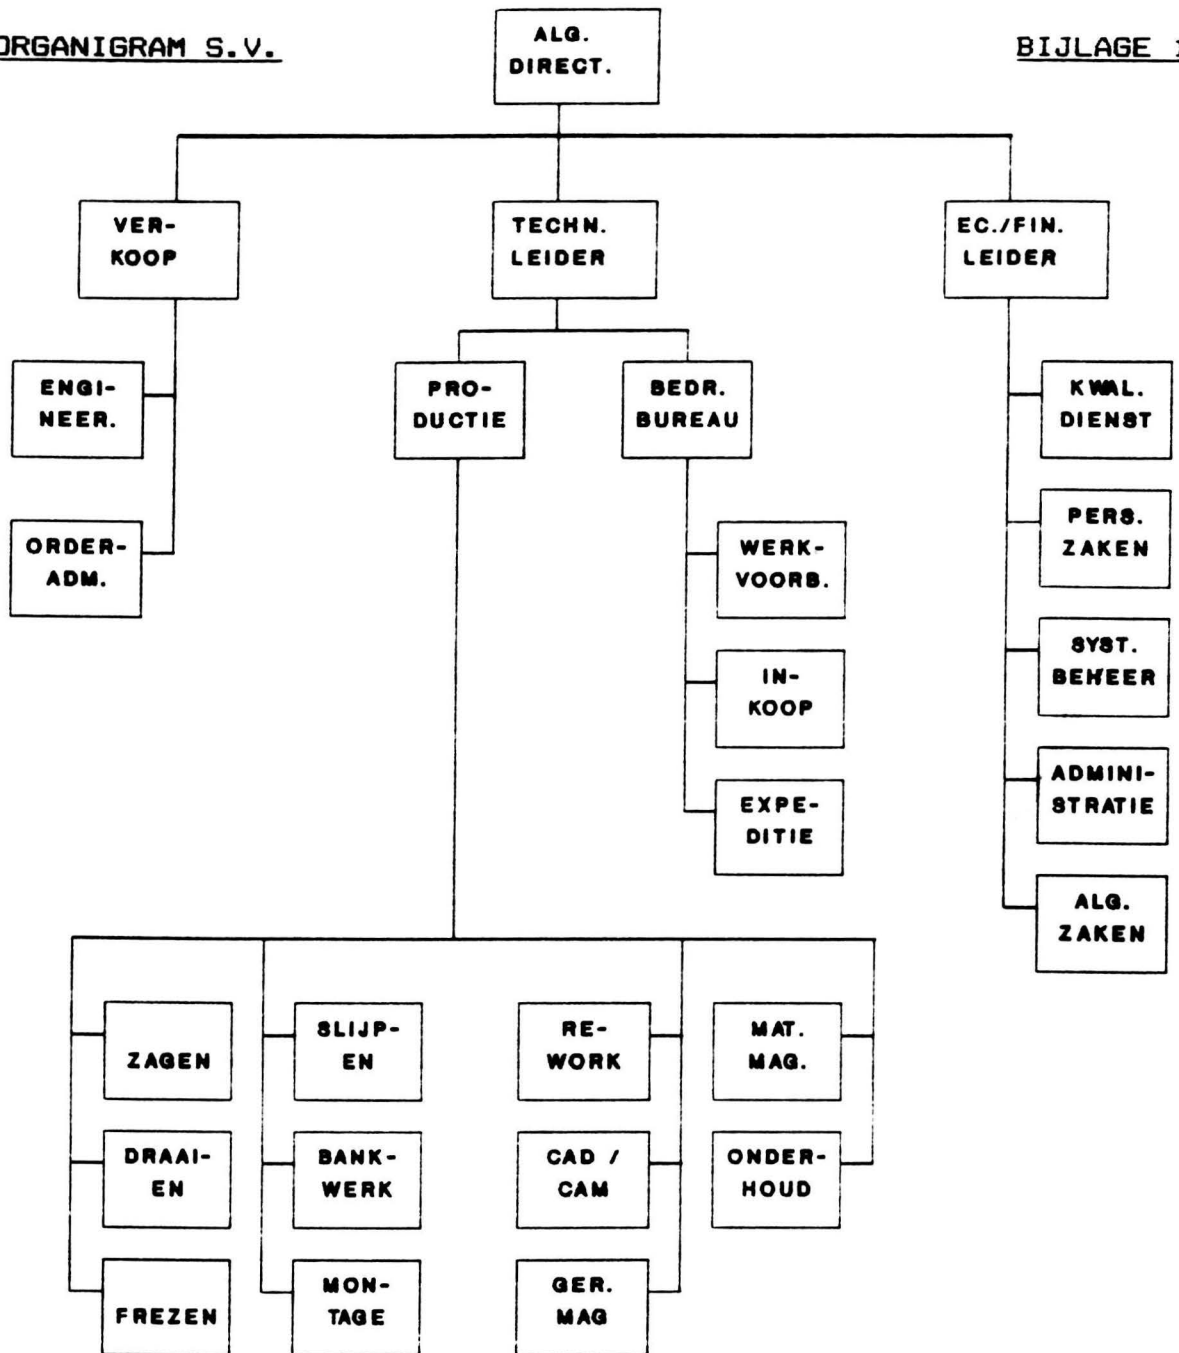 ORGANIGRAM S.V.
BIJLAGE
ALG.
DIRECT.
VER-
KOOP
TECHN.
LEIDER
EC./FIN.
LEIDER
ENGI-
NEER.
ORDER-
ADM.
PRO-
DUCTIE
BEDR.
BUREAU
WERK-
VOORB.
IN-
KOOP
EXPE-
DITIE
KWAL.
DIENST
PERS.
ZAKEN
SYST.
BEHEER
ADMINI-
STRATIE
ALG.
ZAKEN
ZAGEN
DRAAI-
EN
FREZEN
SLIJP-
EN
BANK-
WERK
MON-
TAGE
RE-
WORK
CAD /
CAM
GER.
MAG
MAT.
MAG.
ONDER-
HOUD